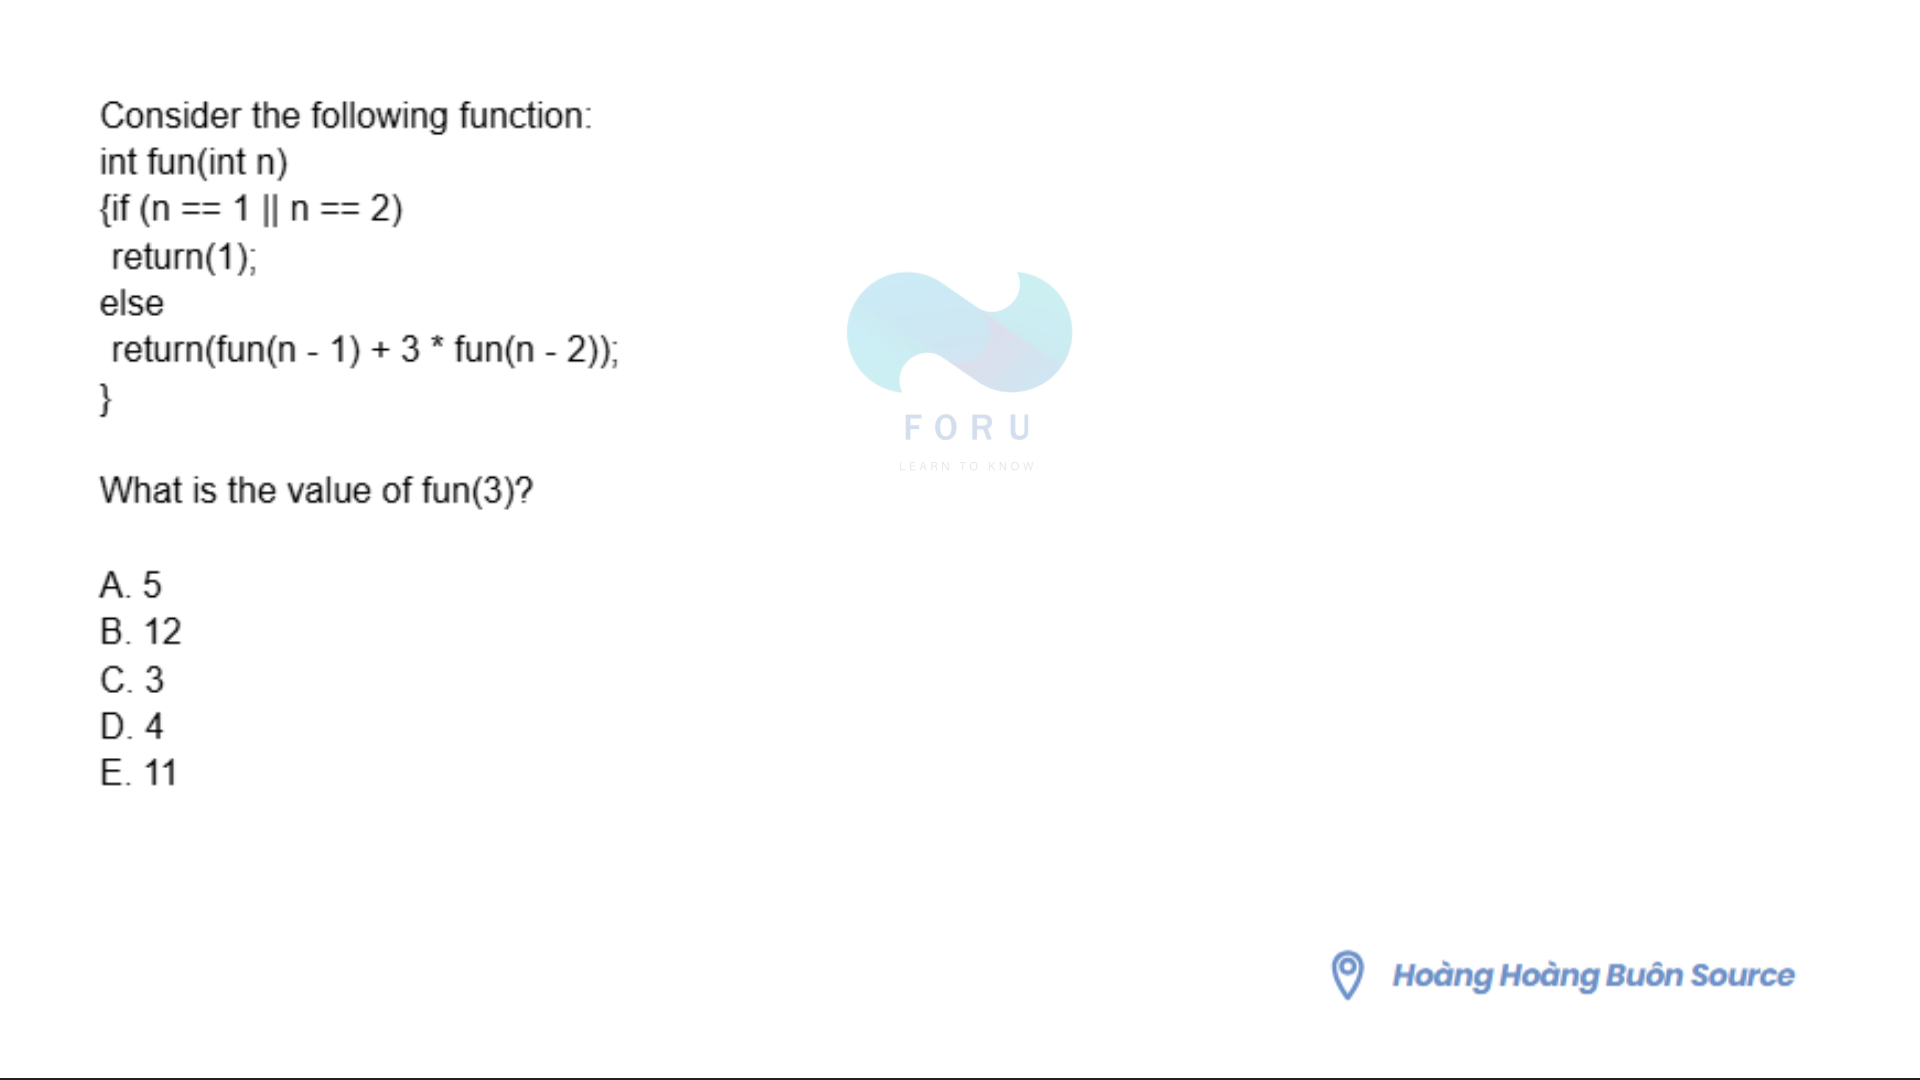 Consider the following function:
int fun(int n)
{if (n == 1 || n == 2)
return(1);
else
return(fun(n - 1) + 3 * fun(n - 2));
}
What is the value of fun(3)?
A. 5
B. 12
C. 3
D. 4
E. 11
FORU
LEARN TO KNOW
Hoàng Hoàng Buôn Source